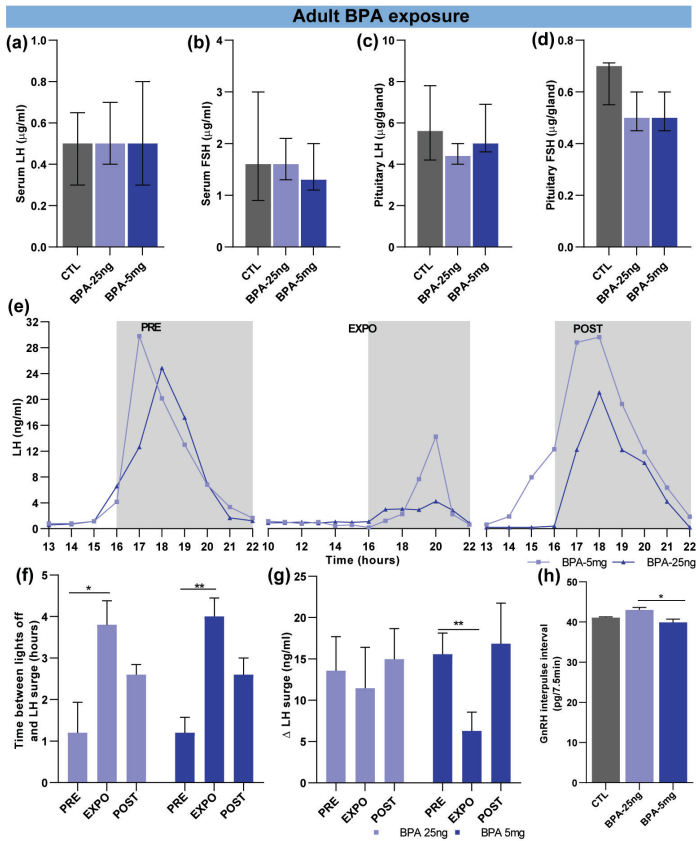 Adult BPA exposure
(a)
Serum LH (µg/ml)
1.0
0.8
0.6
0.4
0.2
0.0
CTL
BPA-25ng
BPA-5mg
(b)
Serum FSH (µg/ml)
4
3
2
1
0
CTL
BPA-25ng
BPA-5mg
(c)
Pituitary LH (µg/gland)
10
8
6
4
2
0
CTL
BPA-25ng
BPA-5mg
(d)
Pituitary FSH (µg/gland)
0.8
0.6
0.4
0.2
0.0
CTL
BPA-25ng
BPA-5mg
(e)
LH (ng/ml)
32
28
24
20
16
12
8
4
0
PRE
EXPO
POST
13 14 15 16 17 18 19 20 21 22
10 12 14 16 18 20 22
13 14 15 16 17 18 19 20 21 22
Time (hours)
BPA-5mg
BPA-25ng
(f)
Time between lights off
and LH surge (hours)
5
4
3
2
1
0
*
**
PRE
EXPO
POST
PRE
EXPO
POST
(g)
Δ LH surge (ng/ml)
25
20
15
10
5
0
**
PRE
EXPO
POST
PRE
EXPO
POST
BPA 25ng
BPA 5mg
(h)
GnRH interpulse interval
(pg/7.5min)
50
40
30
20
10
0
*
CTL
BPA-25ng
BPA-5mg